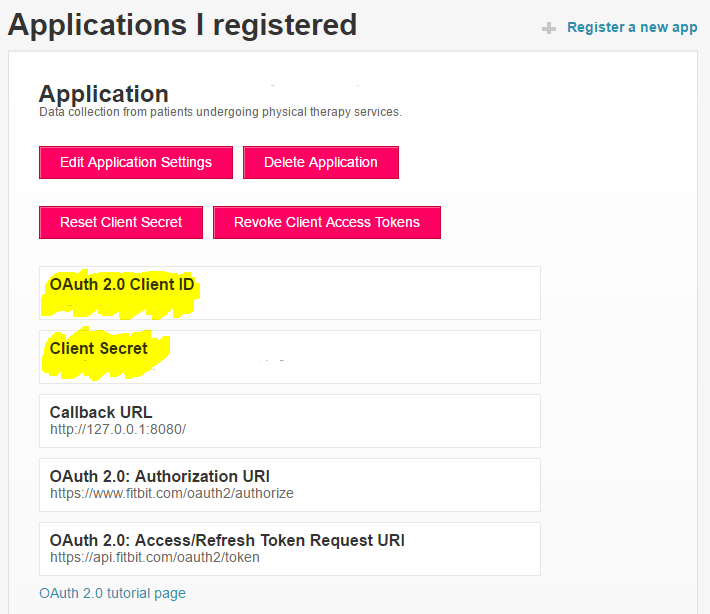 Applications I registered
Register a new app
Application
Data collection from patients undergoing physical therapy services.
Edit Application Settings
Delete Application
Reset Client Secret
Revoke Client Access Tokens
OAuth 2.0 Client ID
Client Secret
Callback URL
http://127.0.0.1:8080/
OAuth 2.0: Authorization URI
https://www.fitbit.com/oauth2/authorize
OAuth 2.0: Access/Refresh Token Request URI
https://api.fitbit.com/oauth2/token
OAuth 2.0 tutorial page